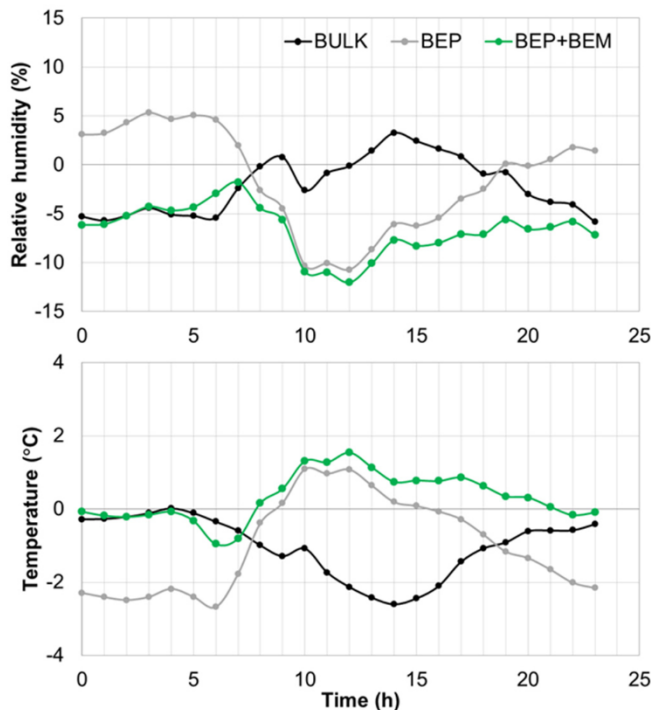 BULK BEP BEP+BEM
Relative humidity (%)
15
10
5
0
-5
-10
-15
0 5 10 15 20 25
Temperature (°C)
4
2
0
-2
-4
0 5 10 15 20 25
Time (h)